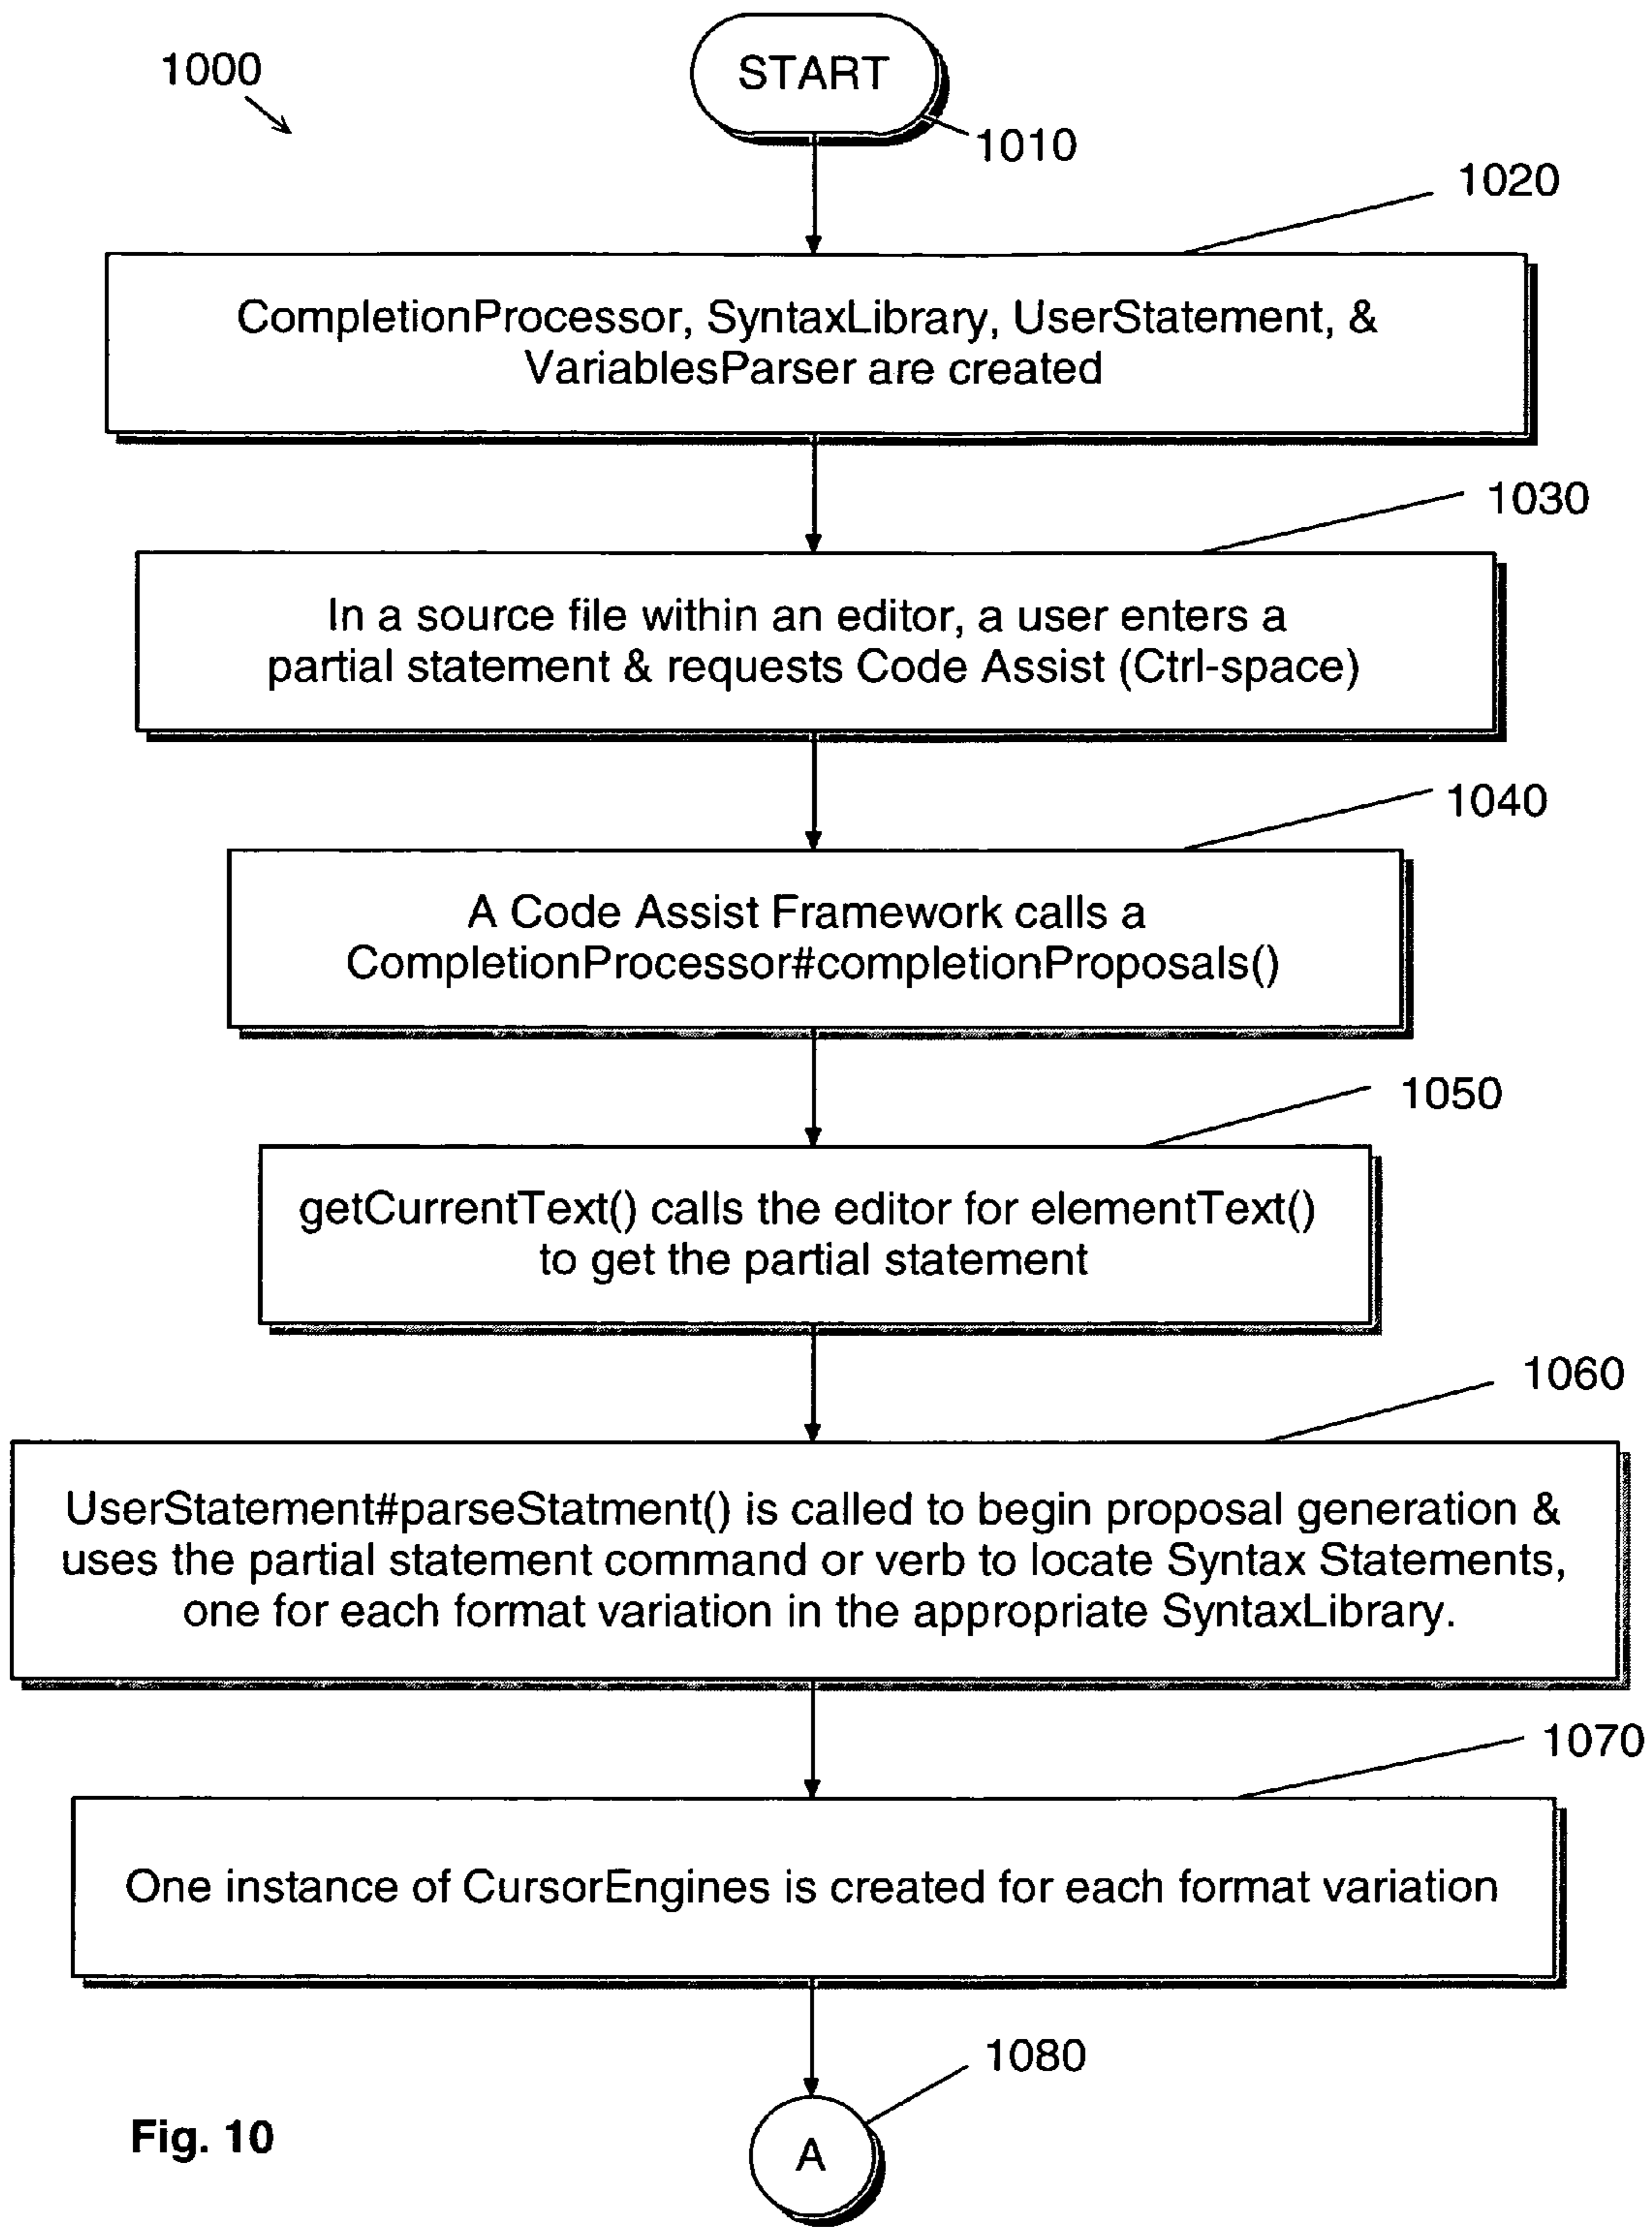 1000
START
1010
1020
CompletionProcessor, SyntaxLibrary, UserStatement, &
VariablesParser are created
1030
In a source file within an editor, a user enters a
partial statement & requests Code Assist (Ctrl-space)
1040
A Code Assist Framework calls a
CompletionProcessor#completionProposals()
1050
getCurrentText() calls the editor for elementText()
to get the partial statement
1060
UserStatement#parseStatment() is called to begin proposal generation &
uses the partial statement command or verb to locate Syntax Statements,
one for each format variation in the appropriate SyntaxLibrary.
1070
One instance of CursorEngines is created for each format variation
1080
A
Fig. 10